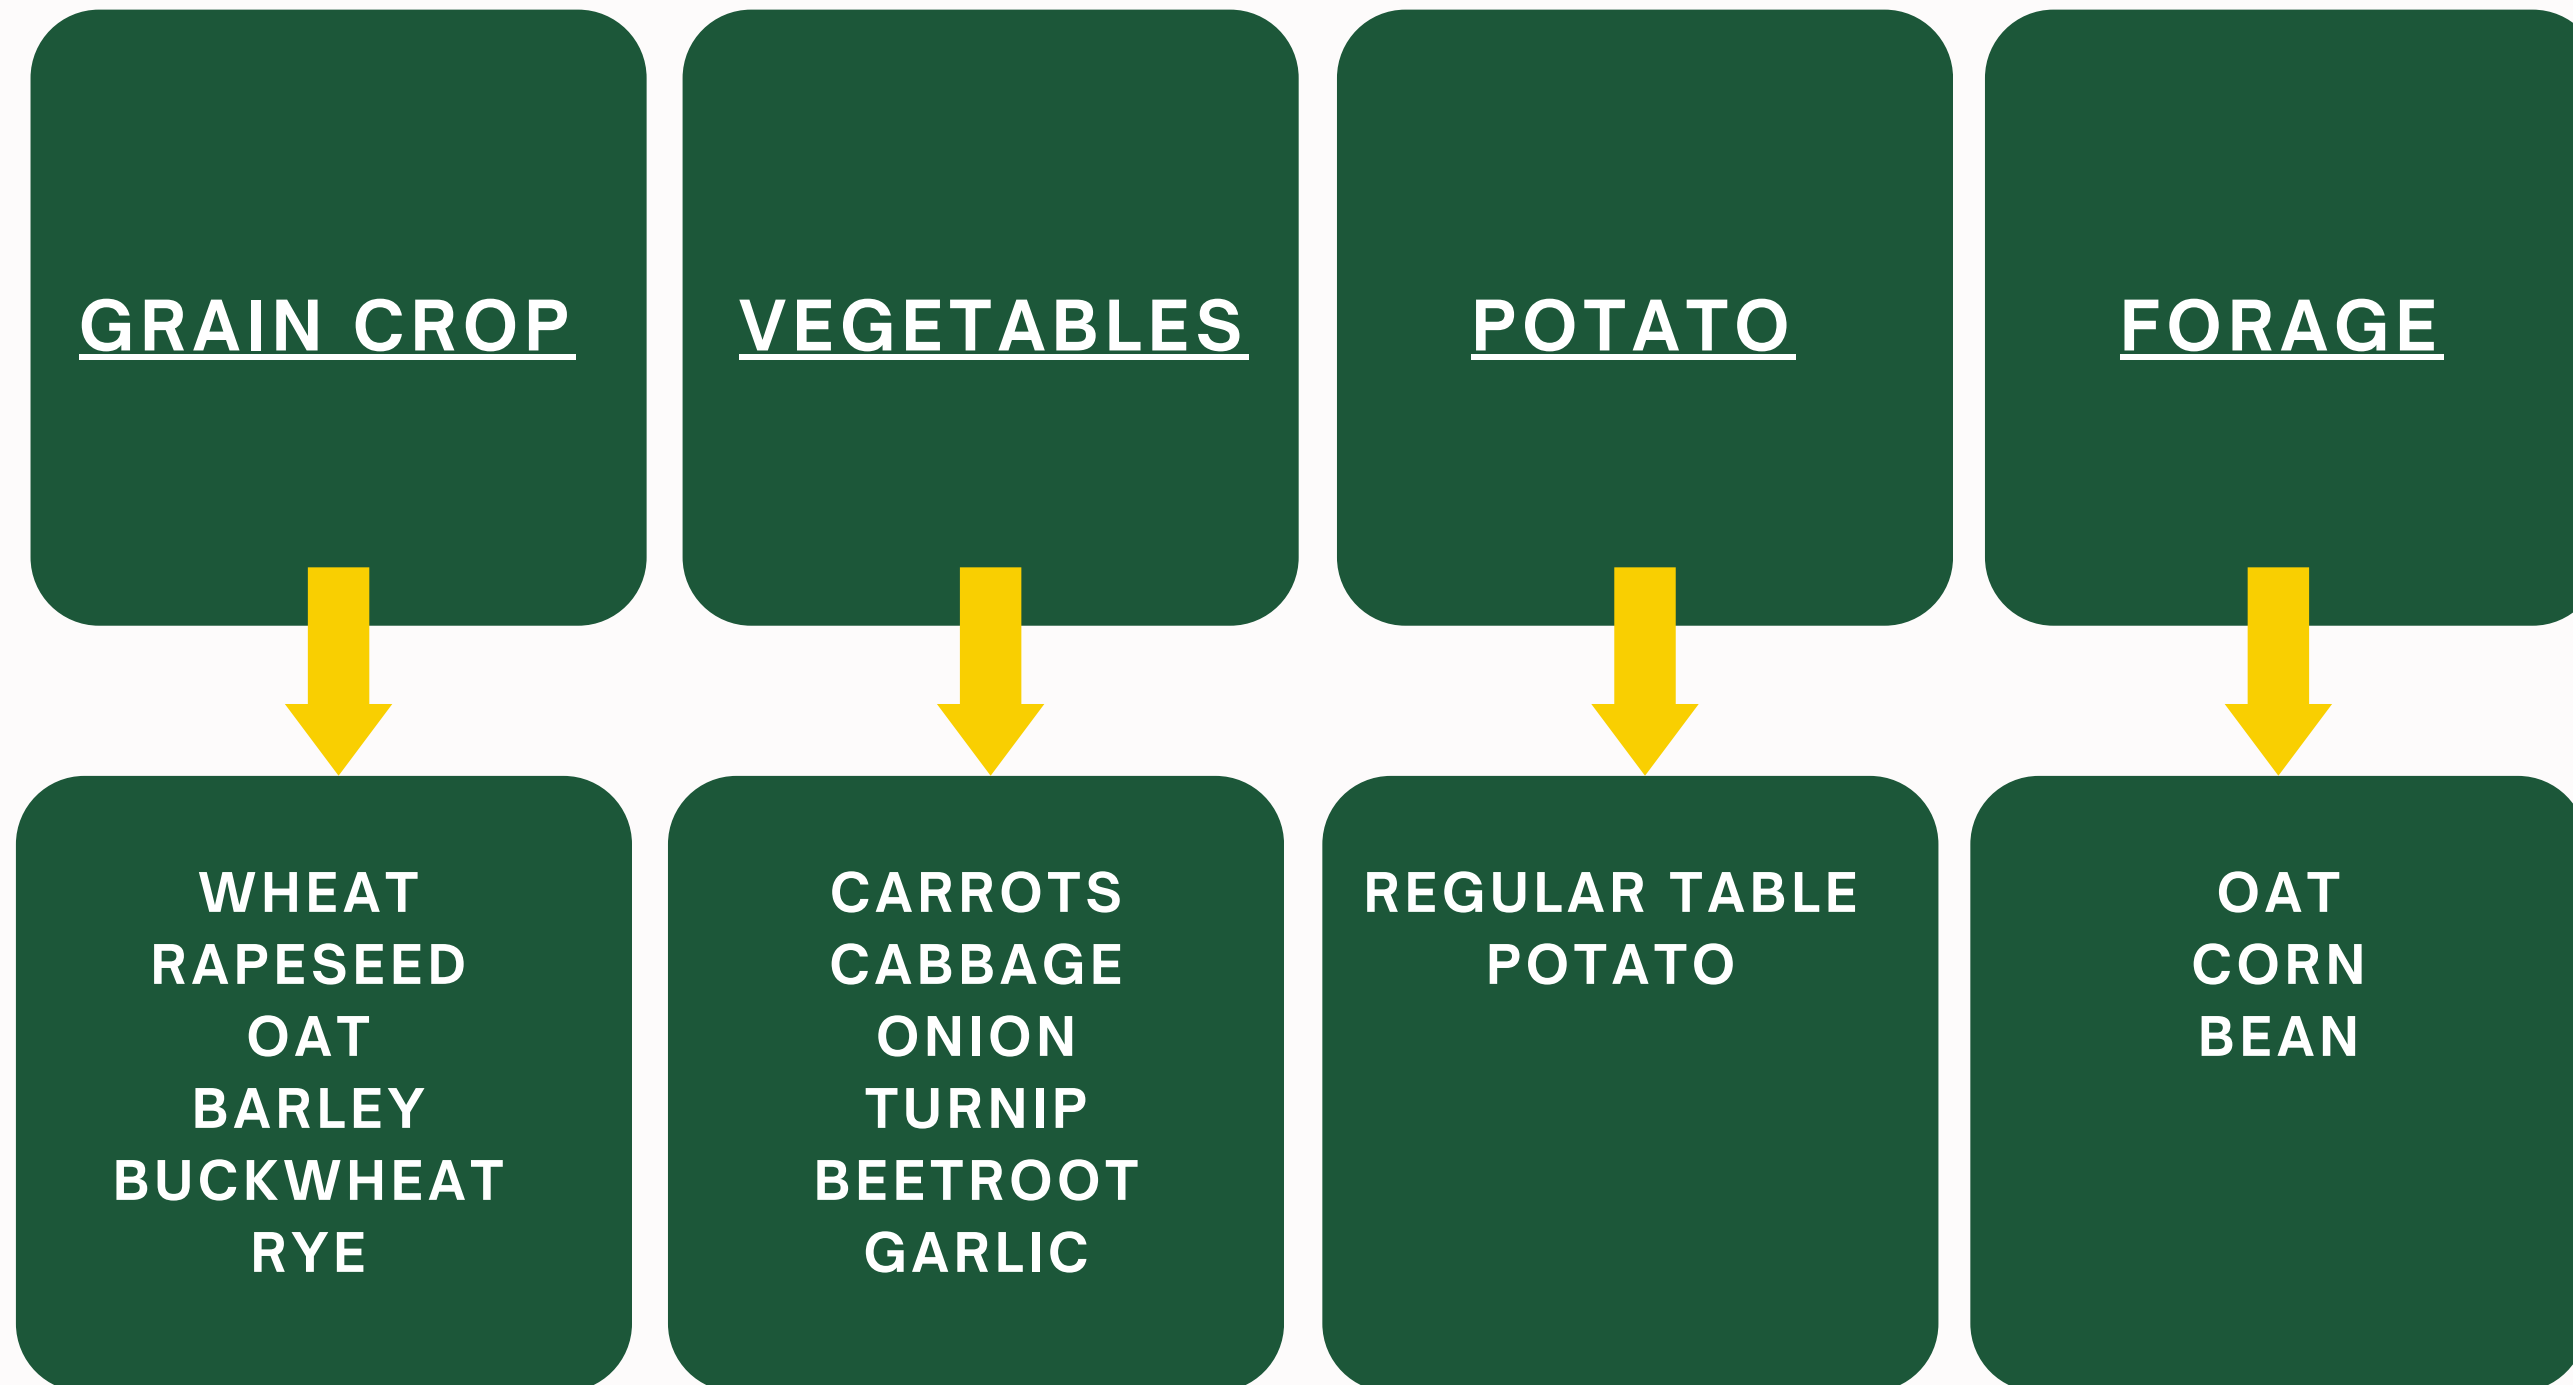 GRAIN CROP
VEGETABLES
POTATO
FORAGE
WHEAT
RAPESEED
OAT
BARLEY
BUCKWHEAT
RYE
CARROTS
CABBAGE
ONION
TURNIP
BEETROOT
GARLIC
REGULAR TABLE
POTATO
OAT
CORN
BEAN